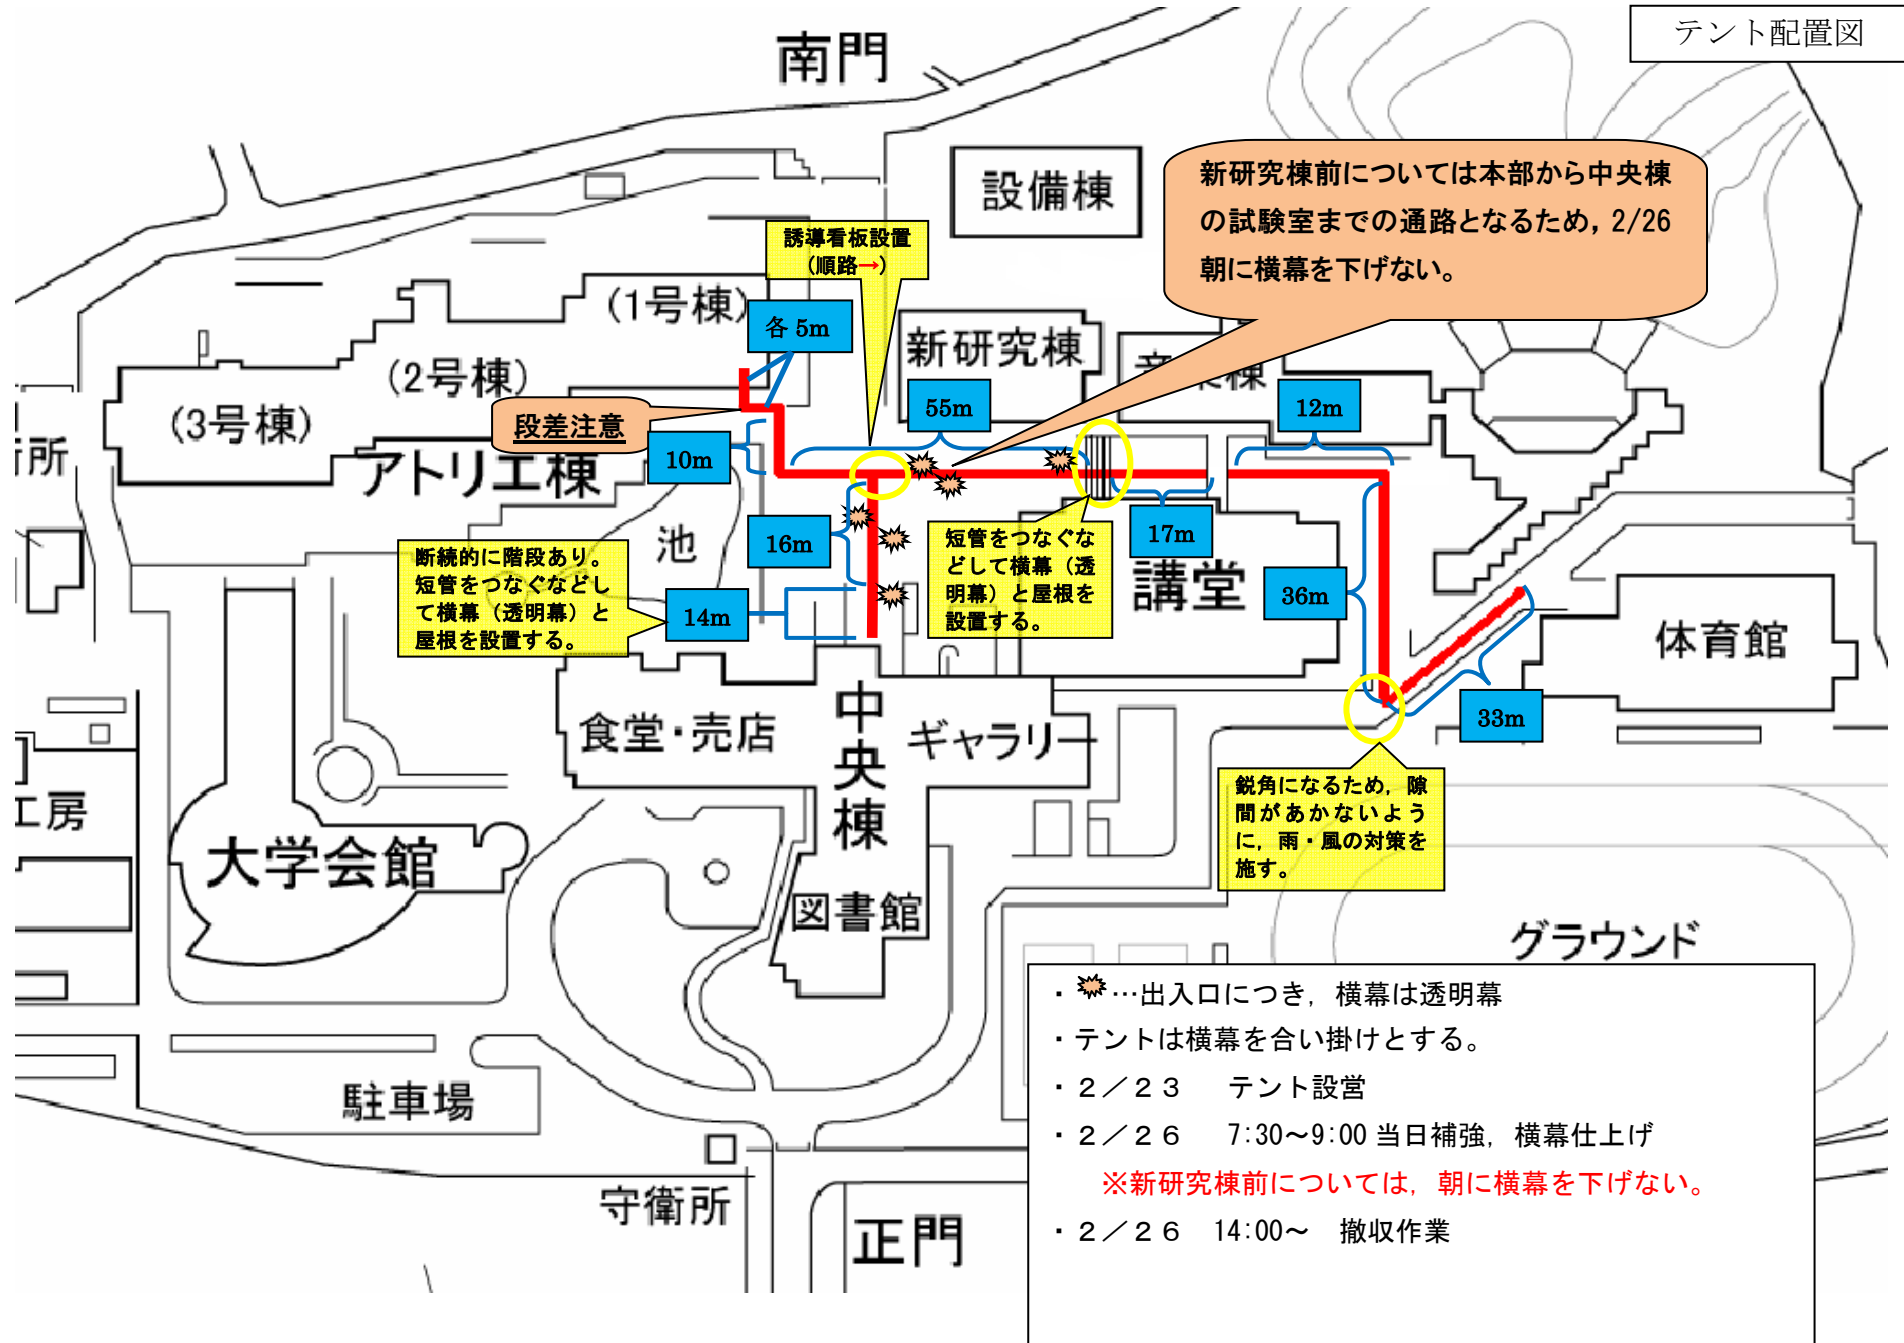 テント配置図
南門
設備棟
新研究棟前については本部から中央棟
の試験室までの通路となるため，2/26
朝に横幕を下げない。
誘導看板設置
（順路→）
(1号棟)
各 5m
新研究棟
(2号棟)
(3号棟)
段差注意
55m
12m
アトリエ棟
10m
池
16m
17m
断続的に階段あり。
短管をつなぐなどし
て横幕（透明幕）と
屋根を設置する。
14m
短管をつなぐな
どして横幕（透
明幕）と屋根を
設置する。
講堂
36m
体育館
33m
食堂・売店
中央棟
ギャラリー
鋭角になるため，隙
間があかないよう
に，雨・風の対策を
施す。
工房
大学会館
図書館
グラウンド
・ …出入口につき，横幕は透明幕
・テントは横幕を合い掛けとする。
・２／２３　テント設営
・２／２６　7:30～9:00 当日補強，横幕仕上げ
※新研究棟前については，朝に横幕を下げない。
・２／２６　14:00～　撤収作業
駐車場
守衛所
正門